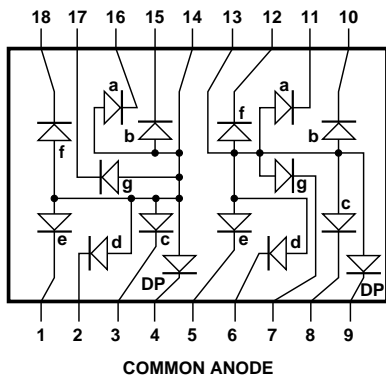 18 17 16 15 14 13 12 11 10
a a
f b f b
g g
e d c e d c
DP DP
1 2 3 4 5 6 7 8 9
COMMON ANODE